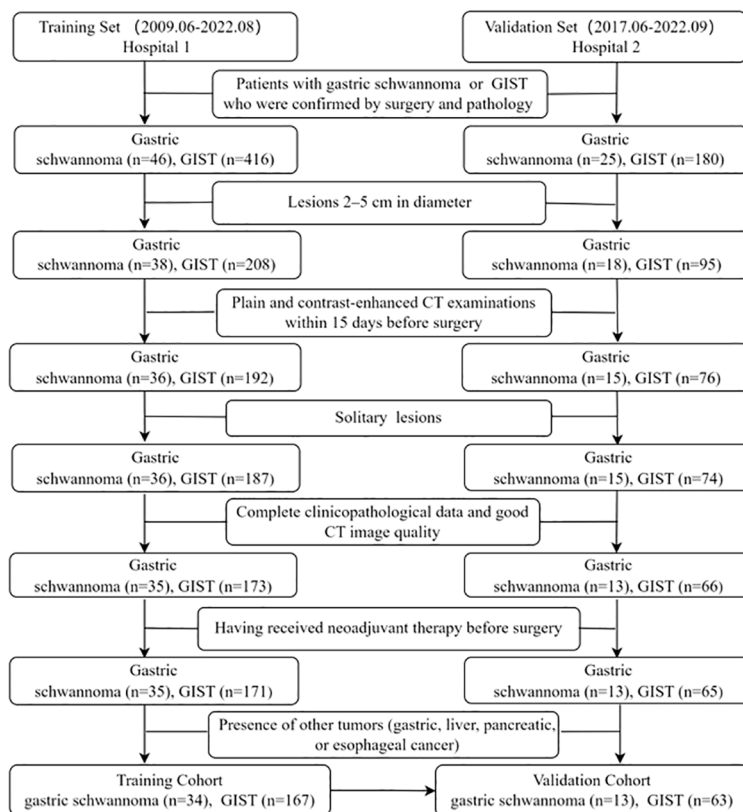 Training Set （2009.06-2022.08）
Hospital 1
Validation Set (2017.06-2022.09)
Hospital 2
Patients with gastric schwannoma or GIST
who were confirmed by surgery and pathology
Gastric
schwannoma (n=46), GIST (n=416)
Gastric
schwannoma (n=25), GIST (n=180)
Lesions 2–5 cm in diameter
Gastric
schwannoma (n=38), GIST (n=208)
Gastric
schwannoma (n=18), GIST (n=95)
Plain and contrast-enhanced CT examinations
within 15 days before surgery
Gastric
schwannoma (n=36), GIST (n=192)
Gastric
schwannoma (n=15), GIST (n=76)
Solitary lesions
Gastric
schwannoma (n=36), GIST (n=187)
Gastric
schwannoma (n=15), GIST (n=74)
Complete clinicopathological data and good
CT image quality
Gastric
schwannoma (n=35), GIST (n=173)
Gastric
schwannoma (n=13), GIST (n=66)
Having received neoadjuvant therapy before surgery
Gastric
schwannoma (n=35), GIST (n=171)
Gastric
schwannoma (n=13), GIST (n=65)
Presence of other tumors (gastric, liver, pancreatic,
or esophageal cancer)
Training Cohort
gastric schwannoma (n=34), GIST (n=167)
Validation Cohort
gastric schwannoma (n=13), GIST (n=63)